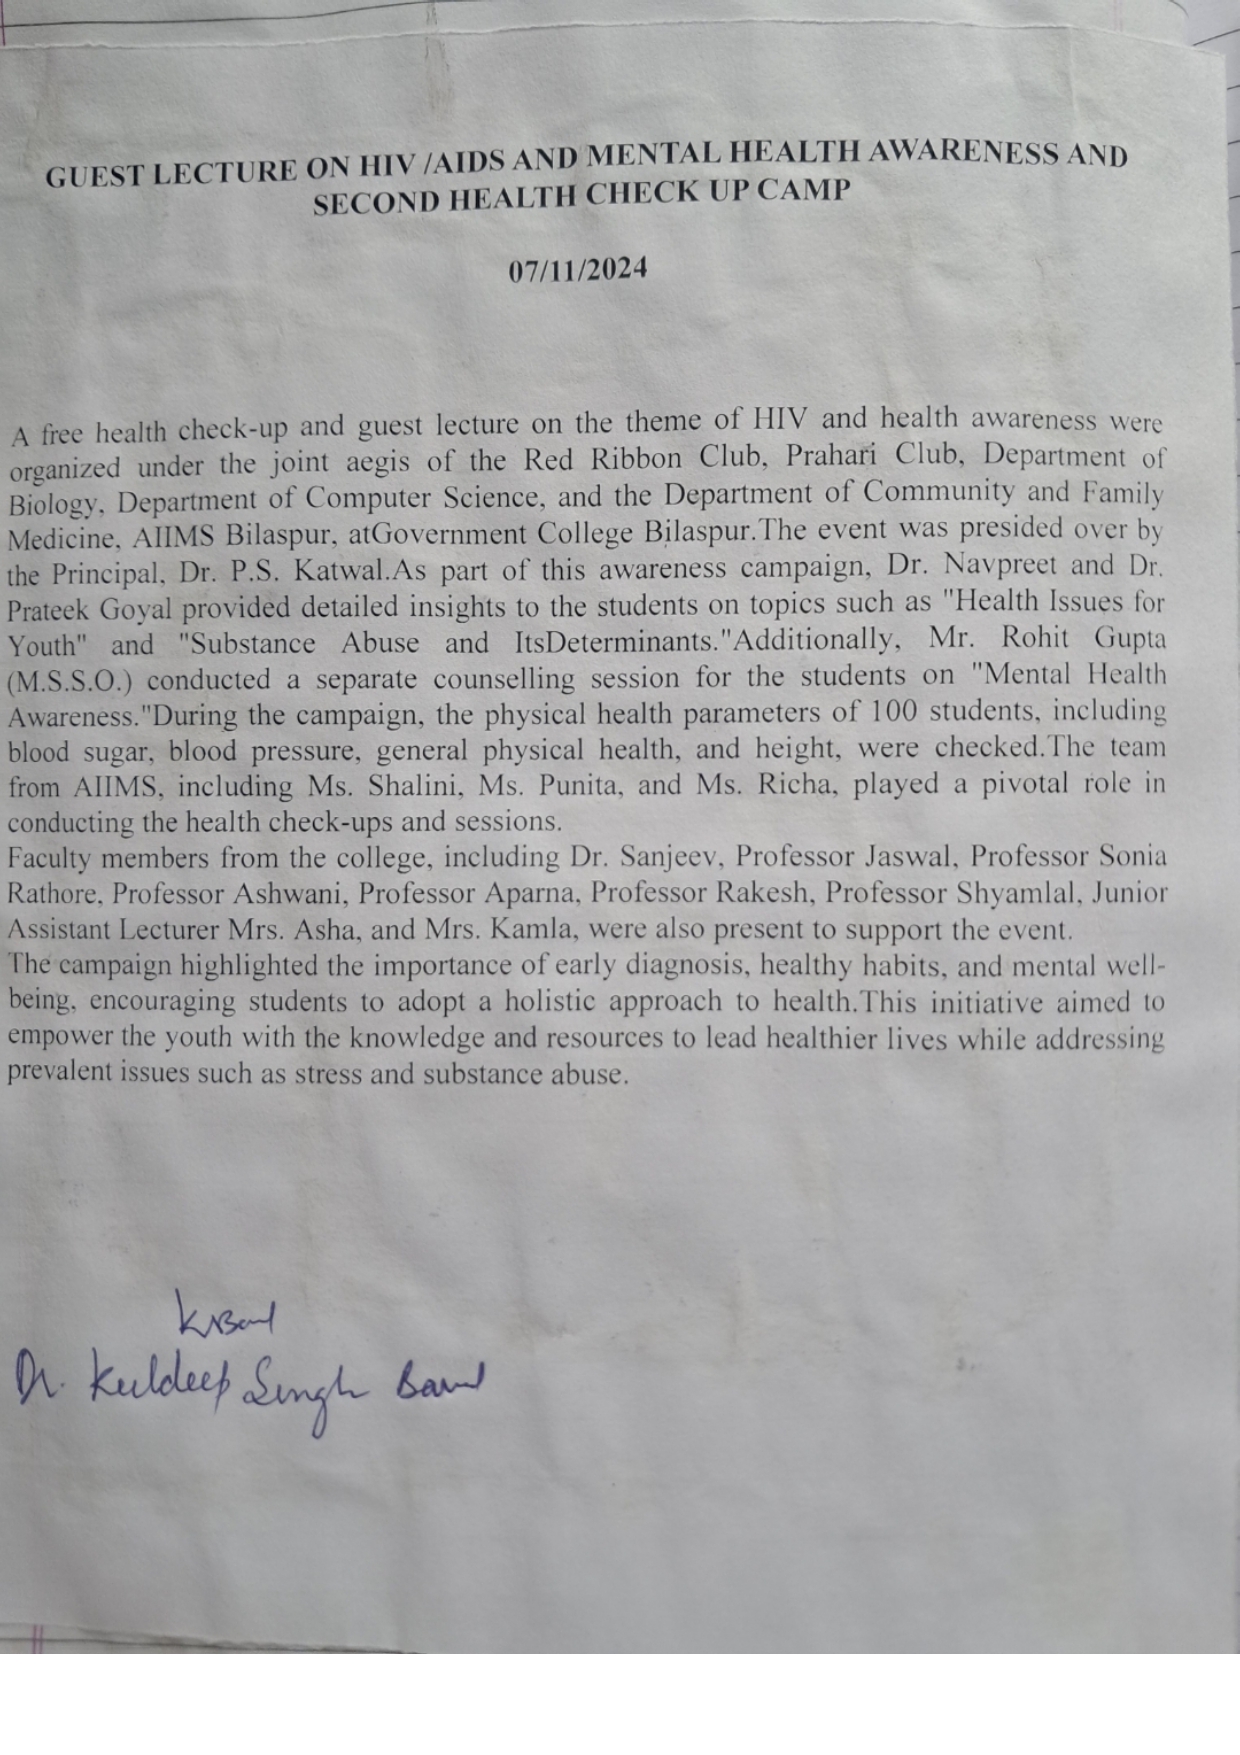 GUEST LECTURE ON HIV /AIDS AND MENTAL HEALTH AWARENESS AND
SECOND HEALTH CHECK UP CAMP
07/11/2024
A free health check-up and guest lecture on the theme of HIV and health awareness were
organized under the joint aegis of the Red Ribbon Club, Prahari Club, Department of
Biology, Department of Computer Science, and the Department of Community and Family
Medicine, AIIMS Bilaspur, atGovernment College Bilaspur.The event was presided over by
the Principal, Dr. P.S. Katwal.As part of this awareness campaign, Dr. Navpreet and Dr.
Prateek Goyal provided detailed insights to the students on topics such as "Health Issues for
Youth" and "Substance Abuse and ItsDeterminants."Additionally, Mr. Rohit Gupta
(M.S.S.O.) conducted a separate counselling session for the students on "Mental Health
Awareness."During the campaign, the physical health parameters of 100 students, including
blood sugar, blood pressure, general physical health, and height, were checked.The team
from AIIMS, including Ms. Shalini, Ms. Punita, and Ms. Richa, played a pivotal role in
conducting the health check-ups and sessions.
Faculty members from the college, including Dr. Sanjeev, Professor Jaswal, Professor Sonia
Rathore, Professor Ashwani, Professor Aparna, Professor Rakesh, Professor Shyamlal, Junior
Assistant Lecturer Mrs. Asha, and Mrs. Kamla, were also present to support the event.
The campaign highlighted the importance of early diagnosis, healthy habits, and mental well-
being, encouraging students to adopt a holistic approach to health.This initiative aimed to
empower the youth with the knowledge and resources to lead healthier lives while addressing
prevalent issues such as stress and substance abuse.
Dr. Kuldeep Singh